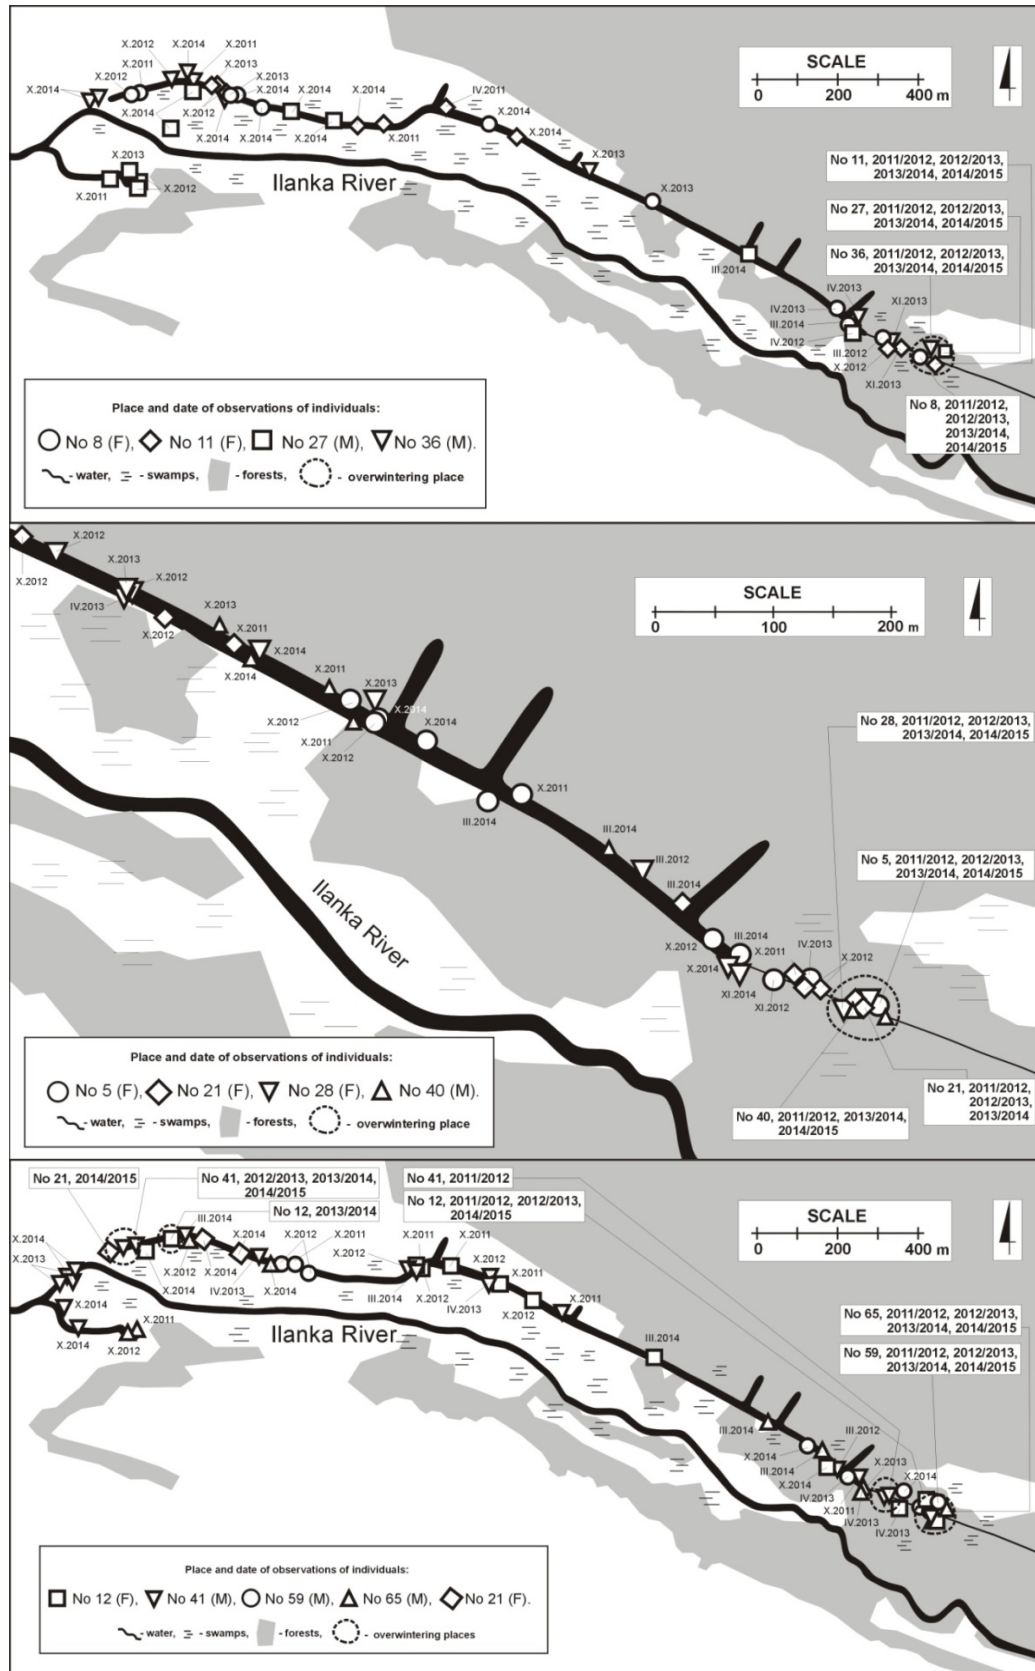 X.2012
X.2014
X.2011
X.2011
X.2013
X.2012
X.2013
X.2014
X.2014
X.2014
X.2014
IV.2011
X.2014
X.2012
X.2014
X.2014
X.2014
X.2014
X.2011
X.2014
X.2013
X.2013
X.2012
X.2011
Ilanka River
X.2013
III.2014
IV.2013
IV.2013
XI.2013
III.2014
IV.2012
III.2012
X.2012
XI.2013
SCALE
0 200 400 m
No 11, 2011/2012, 2012/2013,
2013/2014, 2014/2015
No 27, 2011/2012, 2012/2013,
2013/2014, 2014/2015
No 36, 2011/2012, 2012/2013,
2013/2014, 2014/2015
No 8, 2011/2012,
2012/2013,
2013/2014,
2014/2015
Place and date of observations of individuals:
No 8 (F), No 11 (F), No 27 (M), No 36 (M).
- water, - swamps, - forests, - overwintering place
X.2012
X.2013
X.2012
X.2012
IV.2013
X.2013
X.2012
X.2011
X.2014
X.2014
X.2011
X.2013
X.2014
X.2012
X.2014
X.2011
X.2012
X.2011
III.2014
III.2014
III.2012
III.2014
III.2014
X.2012
X.2011
IV.2013
X.2012
X.2014
XI.2014
XI.2012
Ilanka River
SCALE
0 100 200 m
No 28, 2011/2012, 2012/2013,
2013/2014, 2014/2015
No 5, 2011/2012, 2012/2013,
2013/2014, 2014/2015
No 21, 2011/2012,
2012/2013,
2013/2014
No 40, 2011/2012, 2013/2014,
2014/2015
Place and date of observations of individuals:
No 5 (F), No 21 (F), No 28 (F), No 40 (M).
- water, - swamps, - forests, - overwintering place
No 21, 2014/2015
No 41, 2012/2013, 2013/2014,
2014/2015
No 12, 2013/2014
No 41, 2011/2012
No 12, 2011/2012, 2012/2013,
2014/2015
SCALE
0 200 400 m
III.2014
X.2014
X.2013
X.2014
X.2012
X.2011
X.2012
X.2011
X.2011
X.2012
X.2012
X.2014
X.2014
IV.2013
X.2014
III.2014
X.2012
IV.2013
X.2011
X.2012
X.2011
X.2014
X.2014
X.2011
X.2012
Ilanka River
III.2014
III.2014
X.2014
III.2014
X.2014
III.2012
X.2013
X.2014
IV.2013
X.2011
IV.2013
IV.2013
No 65, 2011/2012, 2012/2013,
2013/2014, 2014/2015
No 59, 2011/2012, 2012/2013,
2013/2014, 2014/2015
Place and date of observations of individuals:
No 12 (F), No 41 (M), No 59 (M), No 65 (M), No 21 (F).
- water, - swamps, - forests, - overwintering places